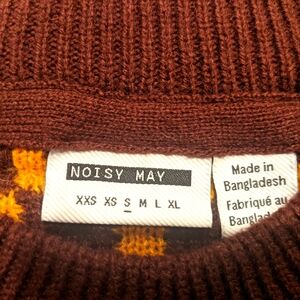 NOISY MAY
XXS XS S M L XL
Made in
Bangladesh
Fabriqué au